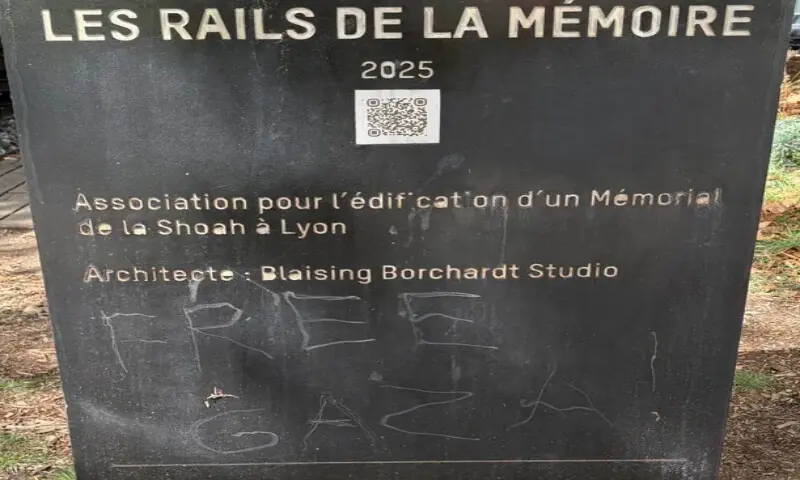 LES RAILS DE LA MÉMOIRE
2025
Association pour l'édification d'un Mémorial
de la Shoah à Lyon
Architecte : Blaising Borchardt Studio
FREE
GAZA!